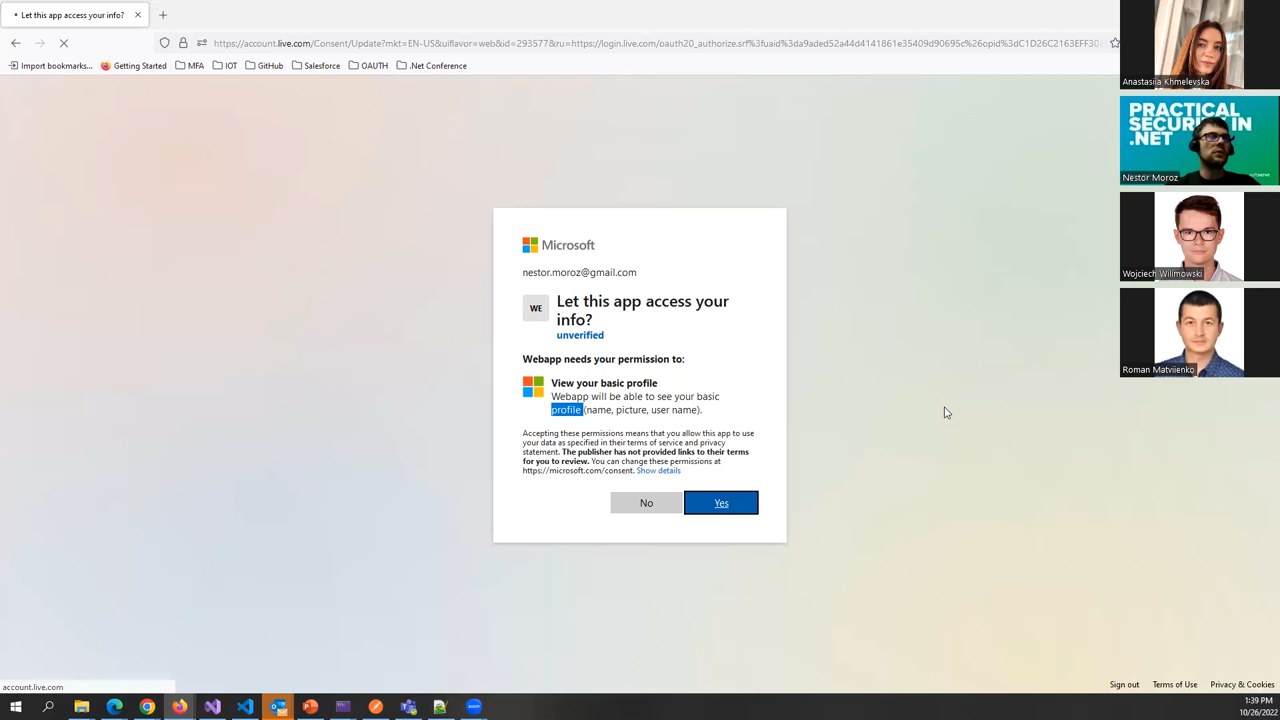 Let this app access your info?
https://account.live.com/Consent/Update?mkt=EN-US&uiflavor=web&id=293577&ru=https://login.live.com/oauth20_authorize.srf%3fuaid%3da9aded52a44d4141861e35409d9fb95c%26opid%3dC1D26C2163EFF30E
Import bookmarks...
Getting Started
MFA
IOT
GitHub
Salesforce
OAUTH
.Net Conference
Anastasiia Khmelevska
PRACTICAL
SECURITY IN
.NET
softserve
Nestor Moroz
Wojciech Wilimowski
Roman Matviienko
Microsoft
nestor.moroz@gmail.com
WE
Let this app access your
info?
unverified
Webapp needs your permission to:
View your basic profile
Webapp will be able to see your basic
profile (name, picture, user name).
Accepting these permissions means that you allow this app to use
your data as specified in their terms of service and privacy
statement. The publisher has not provided links to their terms
for you to review. You can change these permissions at
https://microsoft.com/consent. Show details
No
Yes
account.live.com
Sign out
Terms of Use
Privacy & Cookies
1:39 PM
10/26/2022